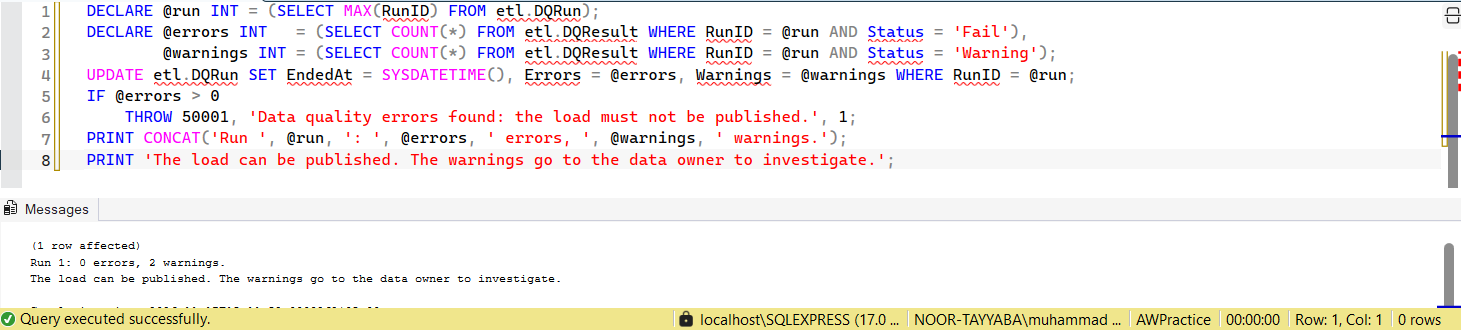 1 DECLARE @run INT = (SELECT MAX(RunID) FROM etl.DQRun);
2 DECLARE @errors INT   = (SELECT COUNT(*) FROM etl.DQResult WHERE RunID = @run AND Status = 'Fail'),
3         @warnings INT = (SELECT COUNT(*) FROM etl.DQResult WHERE RunID = @run AND Status = 'Warning');
4 UPDATE etl.DQRun SET EndedAt = SYSDATETIME(), Errors = @errors, Warnings = @warnings WHERE RunID = @run;
5 IF @errors > 0
6     THROW 50001, 'Data quality errors found: the load must not be published.', 1;
7 PRINT CONCAT('Run ', @run, ': ', @errors, ' errors, ', @warnings, ' warnings.');
8 PRINT 'The load can be published. The warnings go to the data owner to investigate.';
Messages
(1 row affected)
Run 1: 0 errors, 2 warnings.
The load can be published. The warnings go to the data owner to investigate.
Query executed successfully. localhost\SQLEXPRESS (17.0 ... NOOR-TAYYABA\muhammad ... AWPractice 00:00:00 Row: 1, Col: 1 0 rows